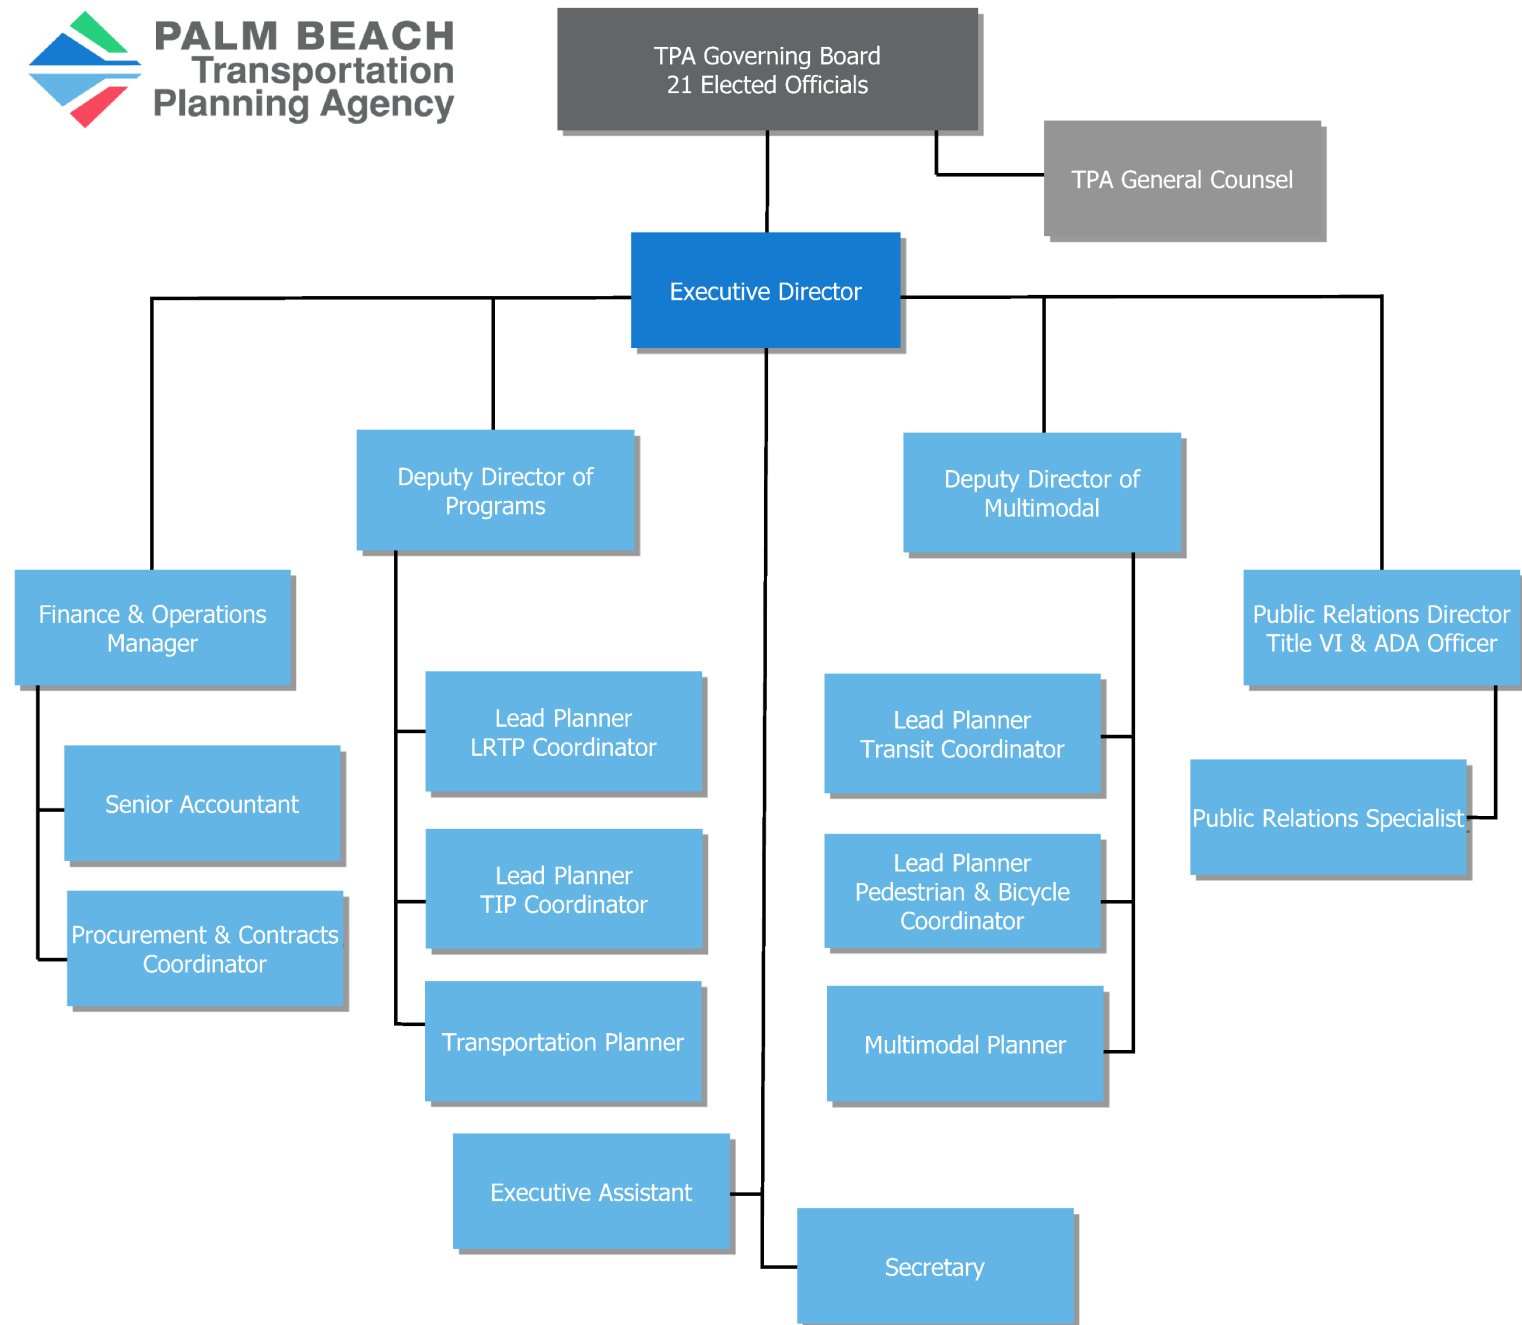 PALM BEACH
Transportation
Planning Agency
TPA Governing Board
21 Elected Officials
TPA General Counsel
Executive Director
Deputy Director of
Programs
Deputy Director of
Multimodal
Finance & Operations
Manager
Public Relations Director
Title VI & ADA Officer
Lead Planner
LRTP Coordinator
Lead Planner
Transit Coordinator
Senior Accountant
Public Relations Specialist
Lead Planner
TIP Coordinator
Lead Planner
Pedestrian & Bicycle
Coordinator
Procurement & Contracts
Coordinator
Transportation Planner
Multimodal Planner
Executive Assistant
Secretary